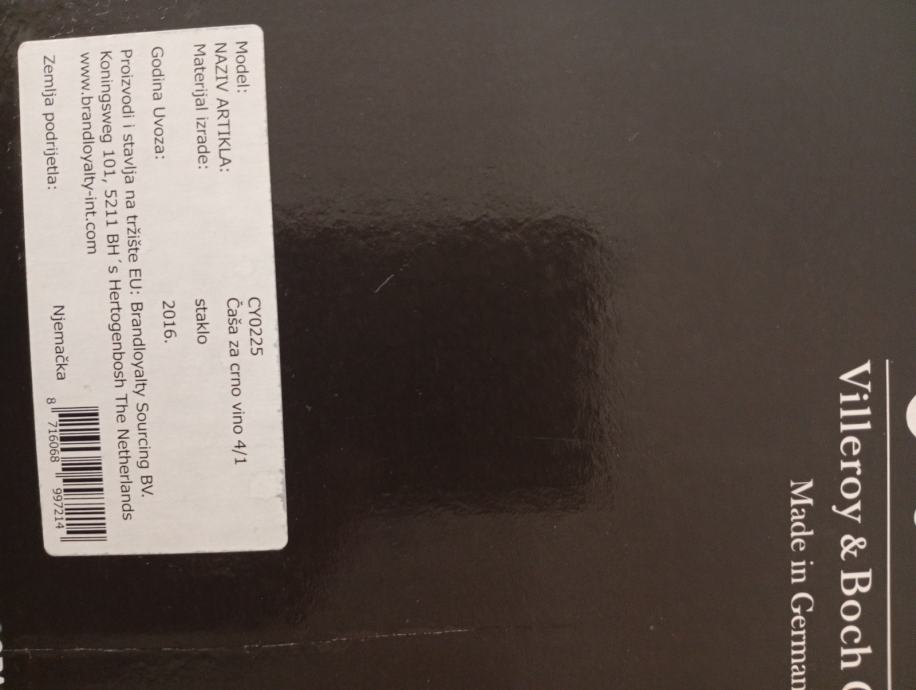 Model: CY0225
NAZIV ARTIKLA: Čaša za crno vino 4/1
Materijal izrade: staklo
Godina Uvoza: 2016.
Proizvodi i stavlja na tržište EU: Brandloyalty Sourcing BV.
Koningsweg 101, 5211 BH´s Hertogenbosh The Netherlands
www.brandloyalty-int.com
Zemlja podrijetla: Njemačka
8 716068 997214
Villeroy & Boch
Made in German